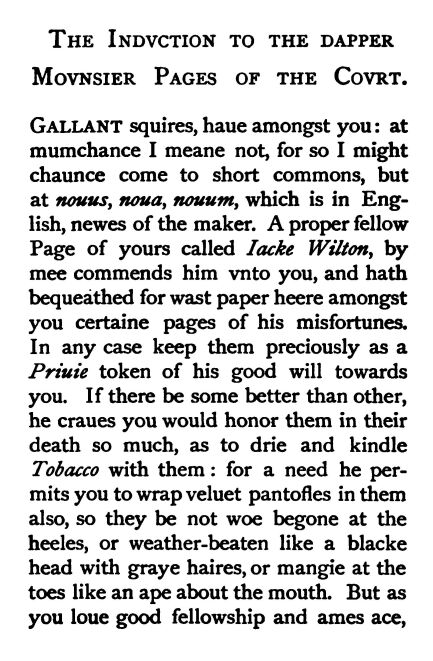 THE INDVCTION TO THE DAPPER
MOVNSIER PAGES OF THE COVRT.
GALLANT squires, haue amongst you: at
mumchance I meane not, for so I might
chaunce come to short commons, but
at nouus, noua, nouum, which is in Eng-
lish, newes of the maker. A proper fellow
Page of yours called Iacke Wilton, by
mee commends him vnto you, and hath
bequeathed for wast paper heere amongst
you certaine pages of his misfortunes.
In any case keep them preciously as a
Priuie token of his good will towards
you. If there be some better than other,
he craues you would honor them in their
death so much, as to drie and kindle
Tobacco with them: for a need he per-
mits you to wrap veluet pantofles in them
also, so they be not woe begone at the
heeles, or weather-beaten like a blacke
head with graye haires, or mangie at the
toes like an ape about the mouth. But as
you loue good fellowship and ames ace,